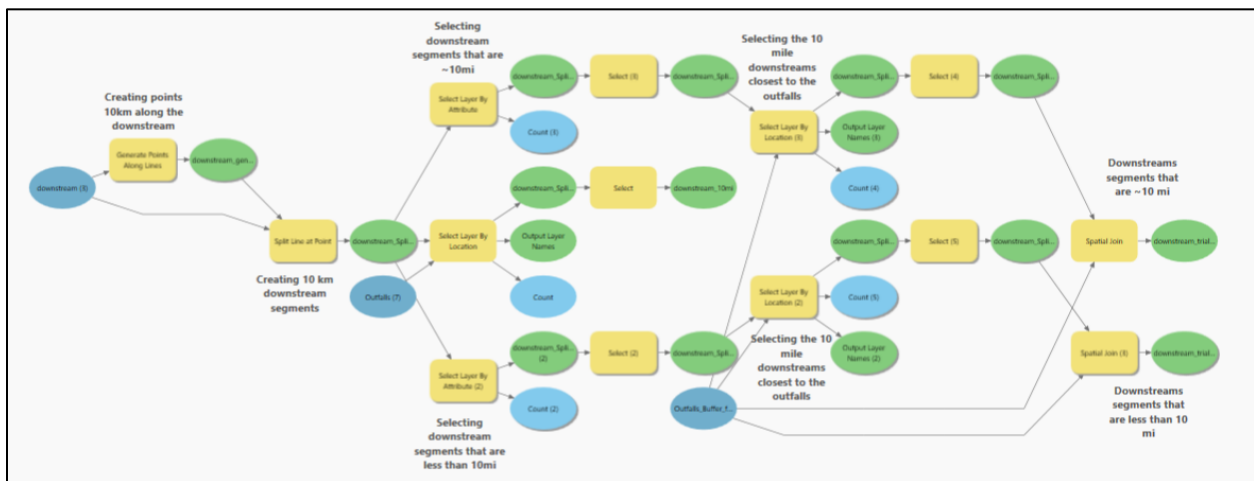 Selecting
downstream
segments that are
~10mi
downstream_Spli...
Select (3)
downstream_Spli...
Selecting the 10
mile
downstreams
closest to the
outfalls
downstream_Spli...
Select (4)
downstream_Spli...
Creating points
10km along the
downstream
Select Layer By
Attribute
Generate Points
Along Lines
downstream_gen...
Count (3)
Select Layer By
Location (3)
Output Layer
Names (3)
downstream (3)
Count (4)
downstream_Spli...
Select
downstream_10mi
Downstreams
segments that
are ~10 mi
Split Line at Point
downstream_Spli...
Select Layer By
Location
Output Layer
Names
downstream_Spli...
Select (5)
downstream_Spli...
Spatial Join
downstream_trial...
Creating 10 km
downstream
segments
Outfalls (7)
Count
Select Layer By
Location (2)
Count (5)
Output Layer
Names (2)
downstream_Spli...
(2)
Select (2)
downstream_Spli...
Selecting the 10
mile
downstreams
closest to the
outfalls
Spatial Join (3)
downstream_trial...
Select Layer By
Attribute (2)
Count (2)
Outfalls_Buffer_f...
Downstreams
segments that
are less than 10
mi
Selecting
downstream
segments that are
less than 10mi